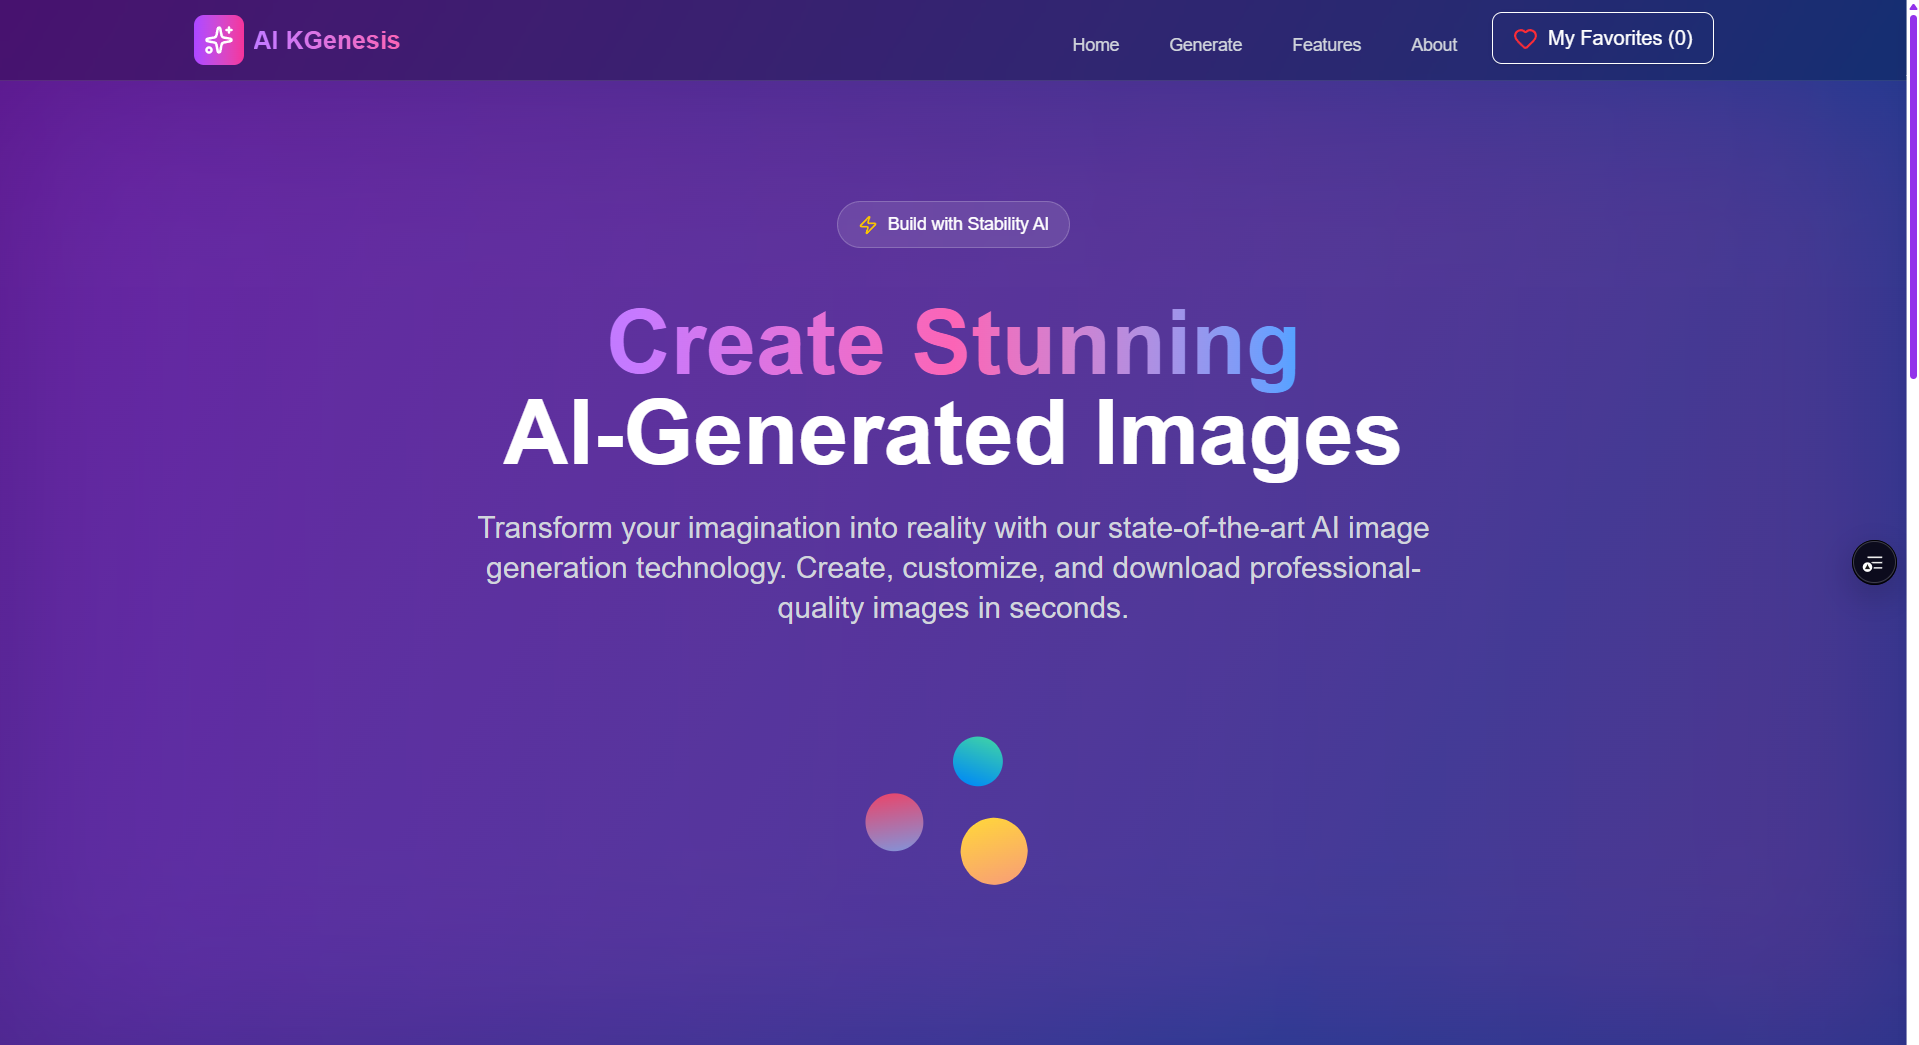 AI KGenesis
Home
Generate
Features
About
My Favorites (0)
Build with Stability AI
Create Stunning
AI-Generated Images
Transform your imagination into reality with our state-of-the-art AI image
generation technology. Create, customize, and download professional-
quality images in seconds.